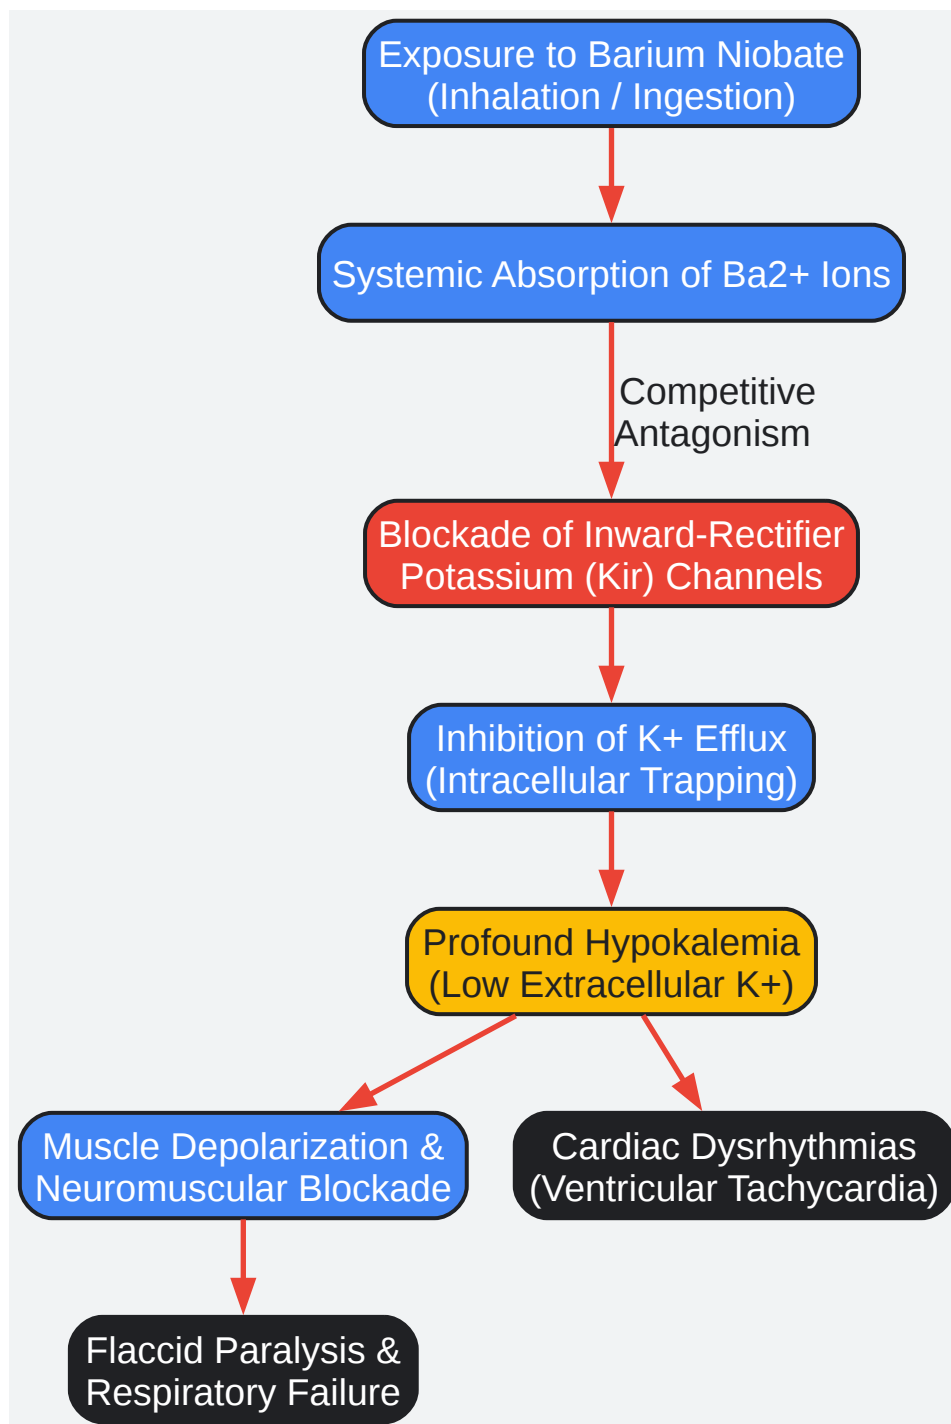 Exposure to Barium Niobate
(Inhalation / Ingestion)
Systemic Absorption of Ba2+ Ions
Competitive
Antagonism
Blockade of Inward-Rectifier
Potassium (Kir) Channels
Inhibition of K+ Efflux
(Intracellular Trapping)
Profound Hypokalemia
(Low Extracellular K+)
Muscle Depolarization &
Neuromuscular Blockade
Cardiac Dysrhythmias
(Ventricular Tachycardia)
Flaccid Paralysis &
Respiratory Failure